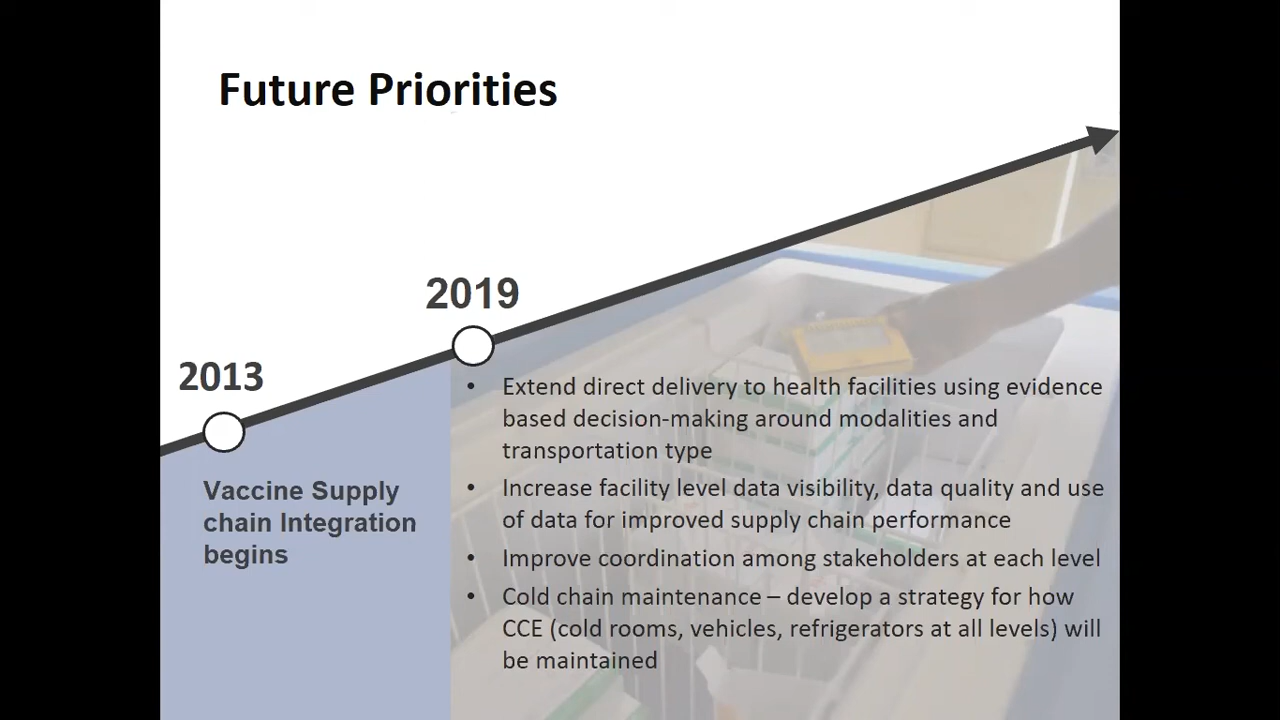 Future Priorities
2019
2013
Vaccine Supply
chain Integration
begins
• Extend direct delivery to health facilities using evidence
based decision-making around modalities and
transportation type
• Increase facility level data visibility, data quality and use
of data for improved supply chain performance
• Improve coordination among stakeholders at each level
• Cold chain maintenance – develop a strategy for how
CCE (cold rooms, vehicles, refrigerators at all levels) will
be maintained